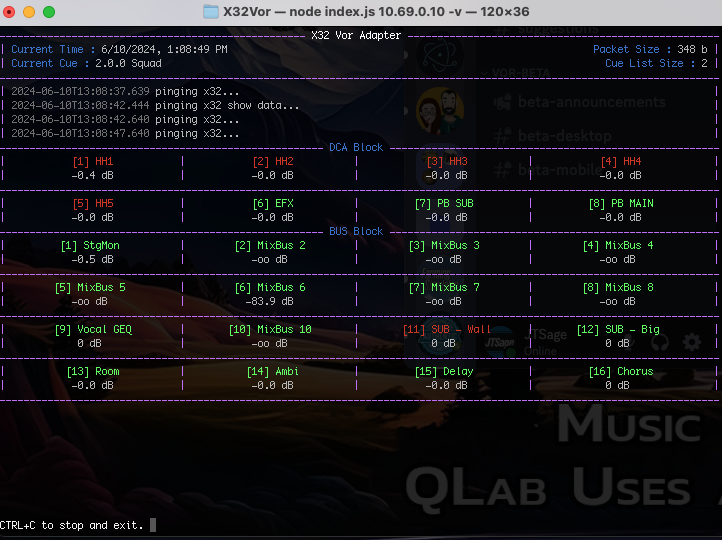 X32Vor — node index.js 10.69.0.10 -v — 120×36
X32 Vor Adapter
Current Time : 6/10/2024, 1:08:49 PM Packet Size : 348 b
Current Cue : 2.0.0 Squad Cue List Size : 2
2024-06-10T13:08:37.639 pinging x32...
2024-06-10T13:08:42.444 pinging x32 show data...
2024-06-10T13:08:42.640 pinging x32...
2024-06-10T13:08:47.640 pinging x32...
DCA Block
[1] HH1 [2] HH2 [3] HH3 [4] HH4
-0.4 dB -0.0 dB -0.0 dB -0.0 dB
[5] HH5 [6] EFX [7] PB SUB [8] PB MAIN
-0.0 dB -0.0 dB -0.0 dB -0.0 dB
BUS Block
[1] StgMon [2] MixBus 2 [3] MixBus 3 [4] MixBus 4
-0.5 dB -oo dB -oo dB -oo dB
[5] MixBus 5 [6] MixBus 6 [7] MixBus 7 [8] MixBus 8
-oo dB -83.9 dB -oo dB -oo dB
[9] Vocal GEQ [10] MixBus 10 [11] SUB - Wall [12] SUB - Big
0 dB -oo dB 0 dB 0 dB
[13] Room [14] Ambi [15] Delay [16] Chorus
-0.0 dB -0.0 dB -0.0 dB 0 dB
CTRL+C to stop and exit.
suggestions
VOR-BETA
beta-announcements
beta-desktop
beta-mobile
JTSage
JTSage
Online
Music
QLab Uses